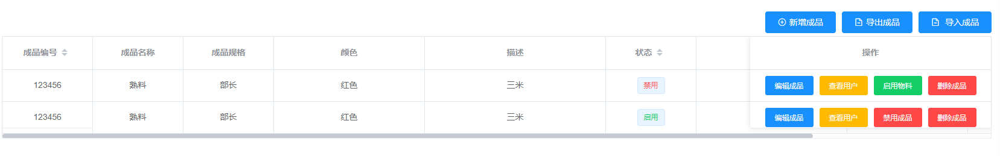 新增成品 导出成品 导入成品
成品编号 成品名称 成品规格 颜色 描述 状态 操作
123456 熟料 部长 红色 三米 禁用 编辑成品 查看用户 启用物料 删除成品
123456 熟料 部长 红色 三米 启用 编辑成品 查看用户 禁用成品 删除成品